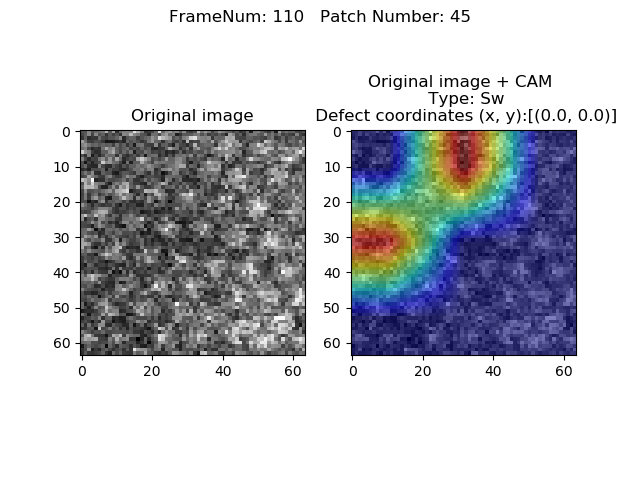 FrameNum: 110   Patch Number: 45
Original image
Original image + CAM
Type: Sw
Defect coordinates (x, y):[(0.0, 0.0)]
0
10
20
30
40
50
60
0 20 40 60
0
10
20
30
40
50
60
0 20 40 60